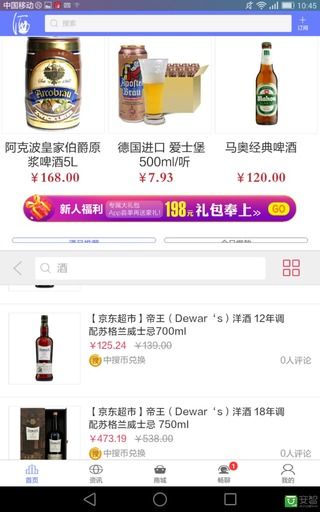 中国移动
10:45
酒
搜索
+
订阅
阿克波皇家伯爵原
浆啤酒5L
¥168.00
德国进口 爱士堡
500ml/听
¥7.93
马奥经典啤酒
¥120.00
新人福利
专属大礼包
App首单再送豪礼
198元 礼包奉上»
GO
酒
【京东超市】帝王（Dewar‘s）洋酒 12年调
配苏格兰威士忌700ml
¥125.24 ¥139.00
搜 中搜币兑换
0人评论
【京东超市】帝王（Dewar‘s）洋酒 18年调
配苏格兰威士忌 750ml
¥473.19 ¥538.00
搜 中搜币兑换
0人评论
首页
资讯
商城
1
畅聊
我的
安智